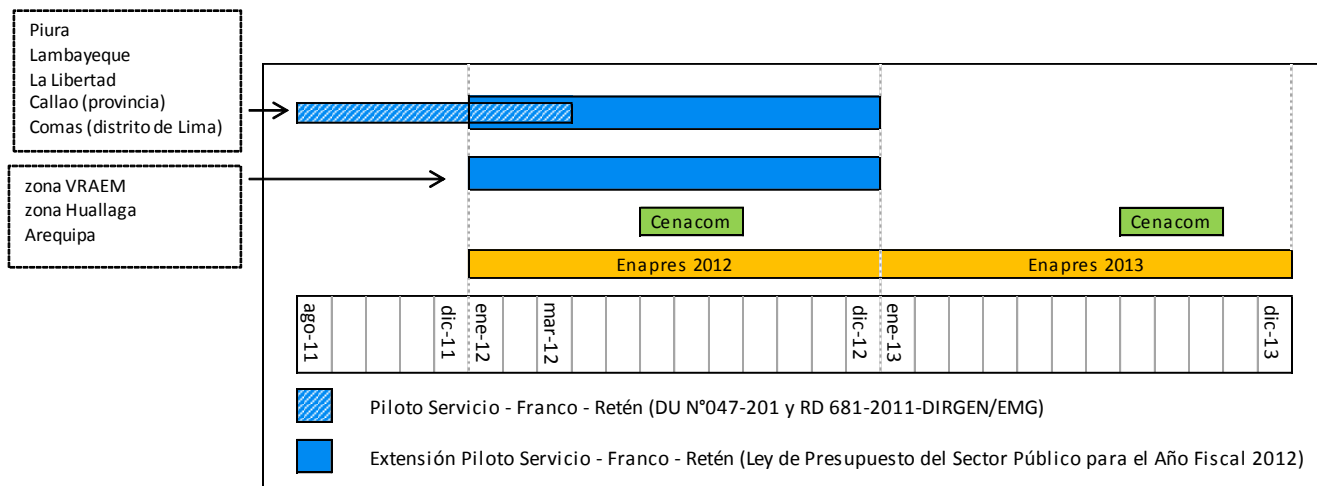 Piura
Lambayeque
La Libertad
Callao (provincia)
Comas (distrito de Lima)
zona VRAEM
zona Huallaga
Arequipa
Cenacom
Cenacom
Enapres 2012
Enapres 2013
ago-11
dic-11
ene-12
mar-12
dic-12
ene-13
dic-13
Piloto Servicio - Franco - Retén (DU N°047-201 y RD 681-2011-DIRGEN/EMG)
Extensión Piloto Servicio - Franco - Retén (Ley de Presupuesto del Sector Público para el Año Fiscal 2012)